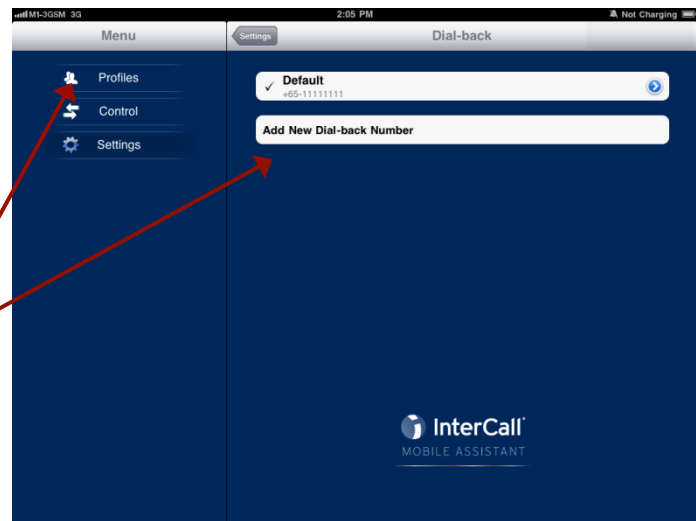 M1-3GSM 3G 2:05 PM Not Charging
Menu
Settings
Dial-back
Profiles
Control
Settings
Default
+65-11111111
Add New Dial-back Number
InterCall
MOBILE ASSISTANT